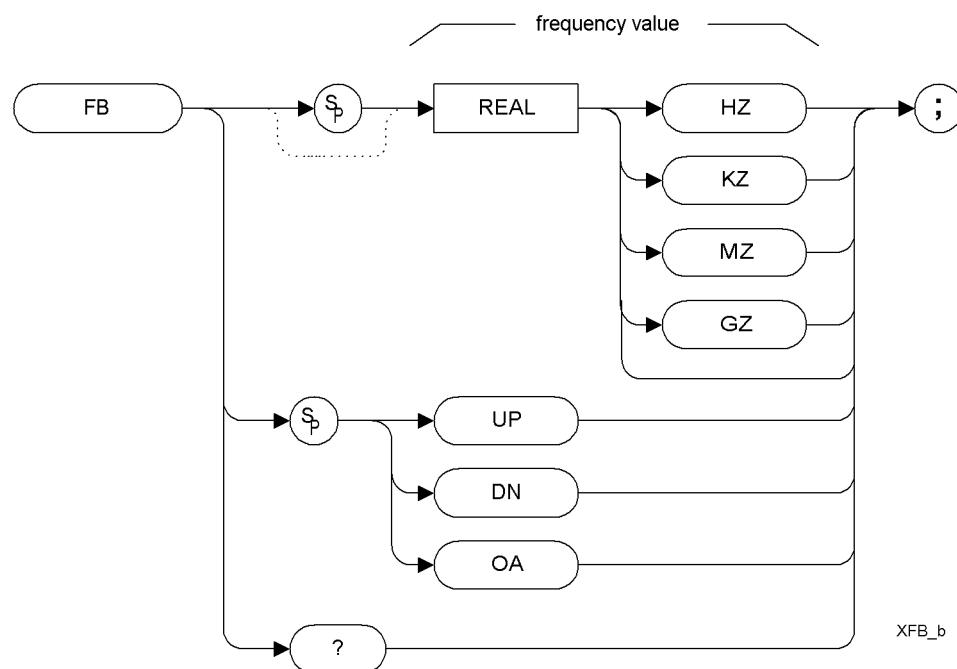 frequency value
FB
Sp
REAL
HZ
;
KZ
MZ
GZ
Sp
UP
DN
OA
?
XFB_b